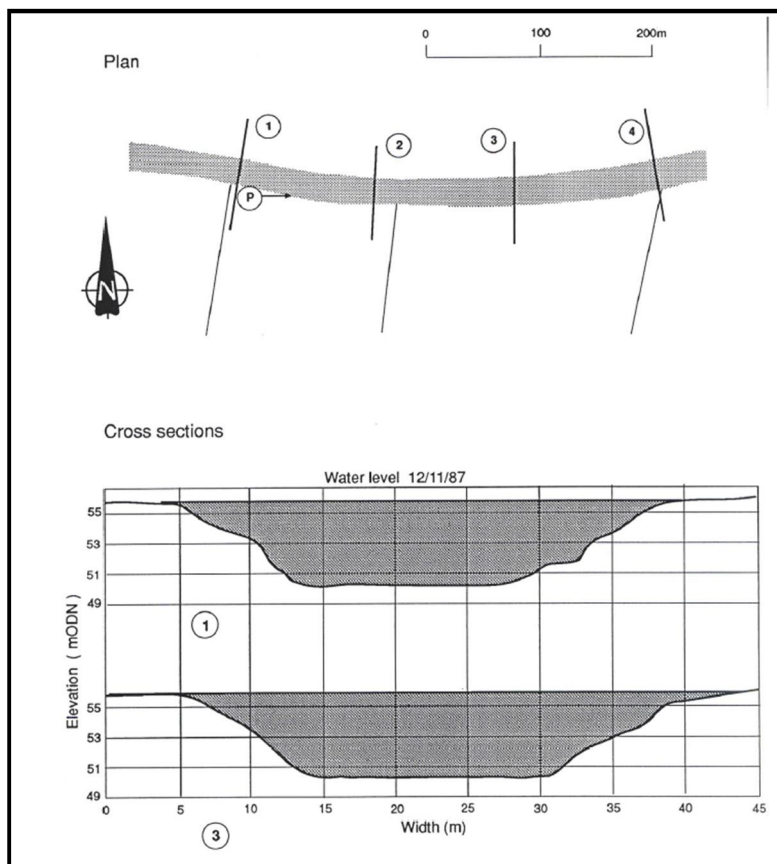 0 100 200m
Plan
1 2 3 4
P
N
Cross sections
Water level 12/11/87
55
53
51
49
1
Elevation ( mODN)
55
53
51
49
0 5 10 15 20 25 30 35 40 45
Width (m)
3